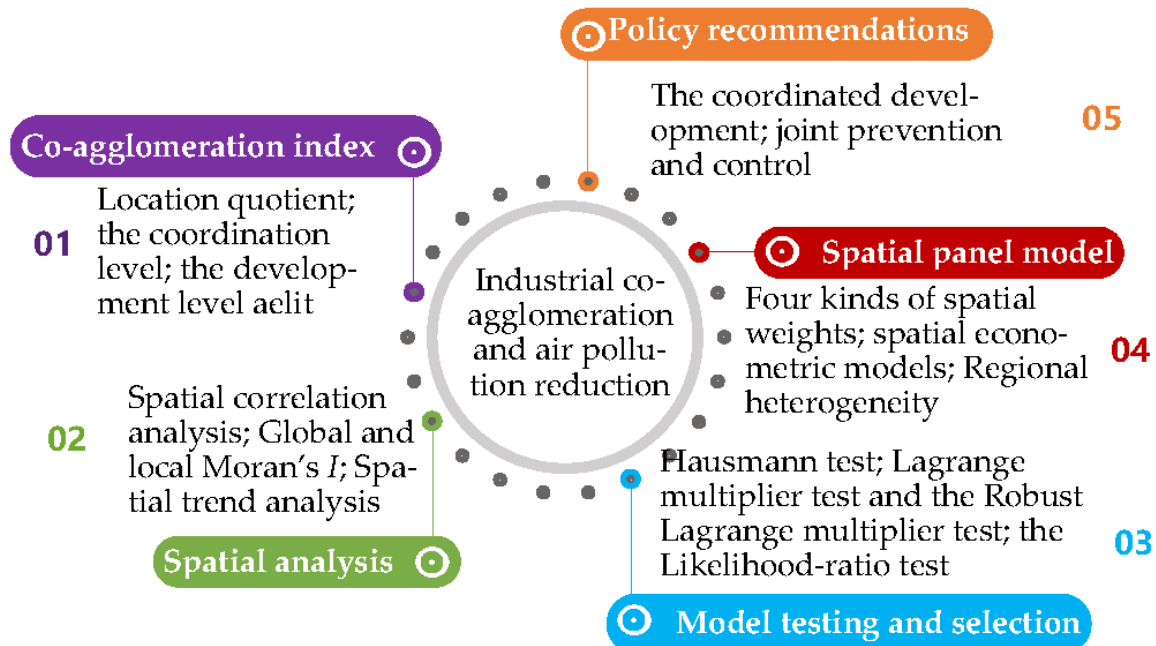 Policy recommendations
The coordinated devel-
opment; joint prevention
and control
05
Co-agglomeration index
Location quotient;
the coordination
level; the develop-
ment level aelit
01
Industrial co-
agglomeration
and air pollu-
tion reduction
Spatial panel model
Four kinds of spatial
weights; spatial econo-
metric models; Regional
heterogeneity
04
02
Spatial correlation
analysis; Global and
local Moran's I; Spa-
tial trend analysis
Spatial analysis
Hausmann test; Lagrange
multiplier test and the Robust
Lagrange multiplier test; the
Likelihood-ratio test
03
Model testing and selection